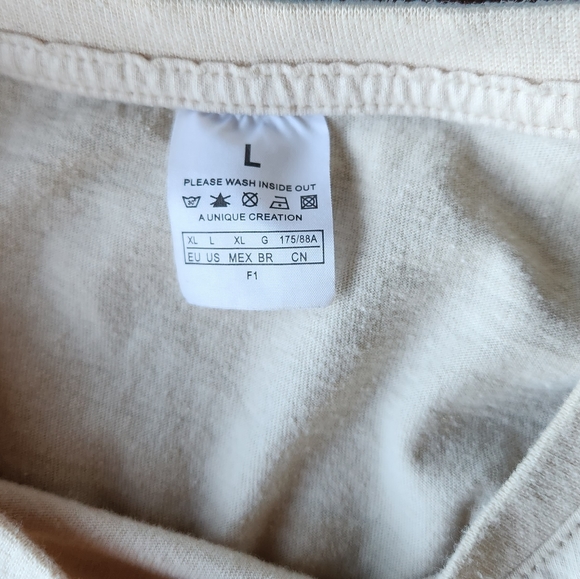 L
PLEASE WASH INSIDE OUT
A UNIQUE CREATION
XL L XL G 175/88A
EU US MEX BR CN
F1